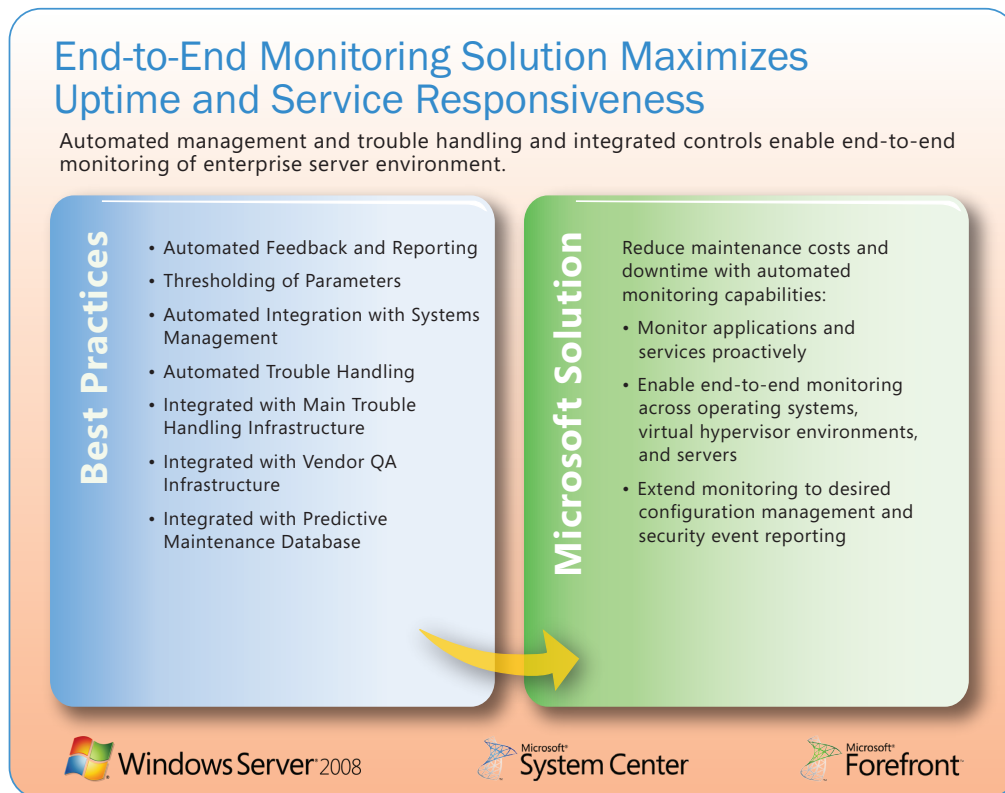 End-to-End Monitoring Solution Maximizes
Uptime and Service Responsiveness
Automated management and trouble handling and integrated controls enable end-to-end
monitoring of enterprise server environment.
Best Practices
• Automated Feedback and Reporting
• Thresholding of Parameters
• Automated Integration with Systems
Management
• Automated Trouble Handling
• Integrated with Main Trouble
Handling Infrastructure
• Integrated with Vendor QA
Infrastructure
• Integrated with Predictive
Maintenance Database
Microsoft Solution
Reduce maintenance costs and
downtime with automated
monitoring capabilities:
• Monitor applications and
services proactively
• Enable end-to-end monitoring
across operating systems,
virtual hypervisor environments,
and servers
• Extend monitoring to desired
configuration management and
security event reporting
Windows Server® 2008
Microsoft®
System Center
Microsoft®
Forefront™